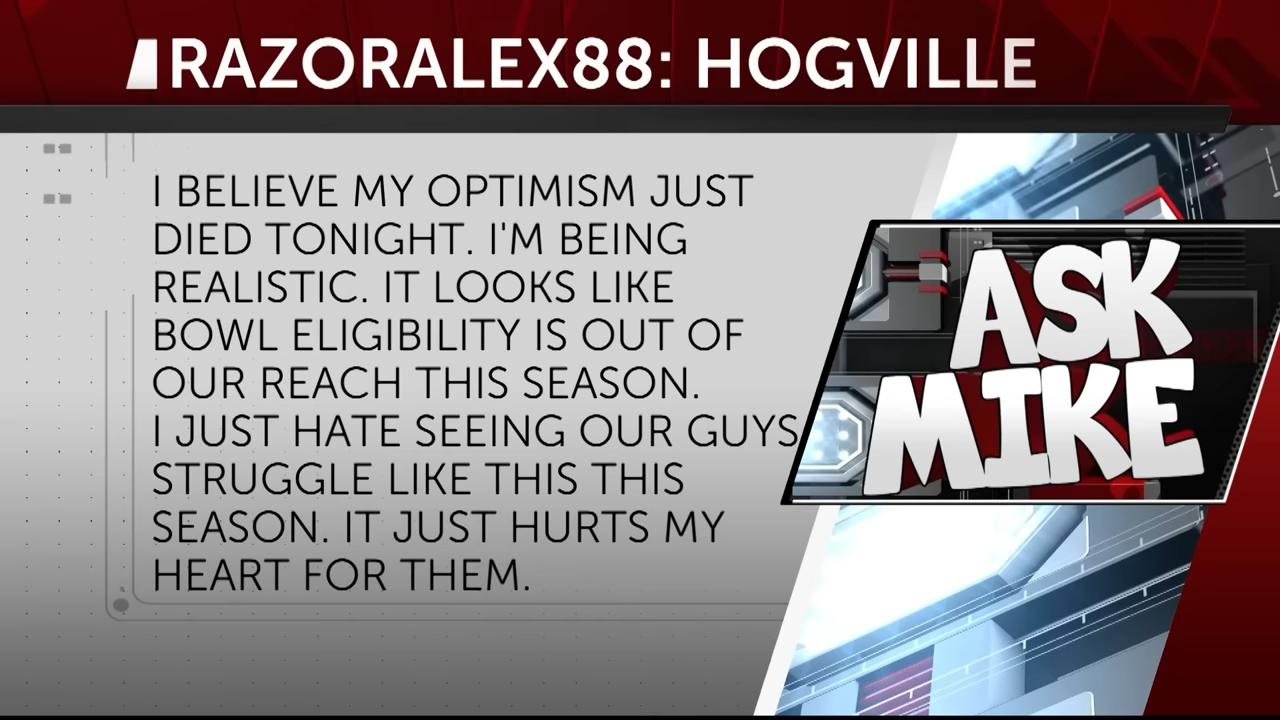 RAZORALEX88: HOGVILLE
I BELIEVE MY OPTIMISM JUST
DIED TONIGHT. I'M BEING
REALISTIC. IT LOOKS LIKE
BOWL ELIGIBILITY IS OUT OF
OUR REACH THIS SEASON.
I JUST HATE SEEING OUR GUYS
STRUGGLE LIKE THIS THIS
SEASON. IT JUST HURTS MY
HEART FOR THEM.
ASK
MIKE